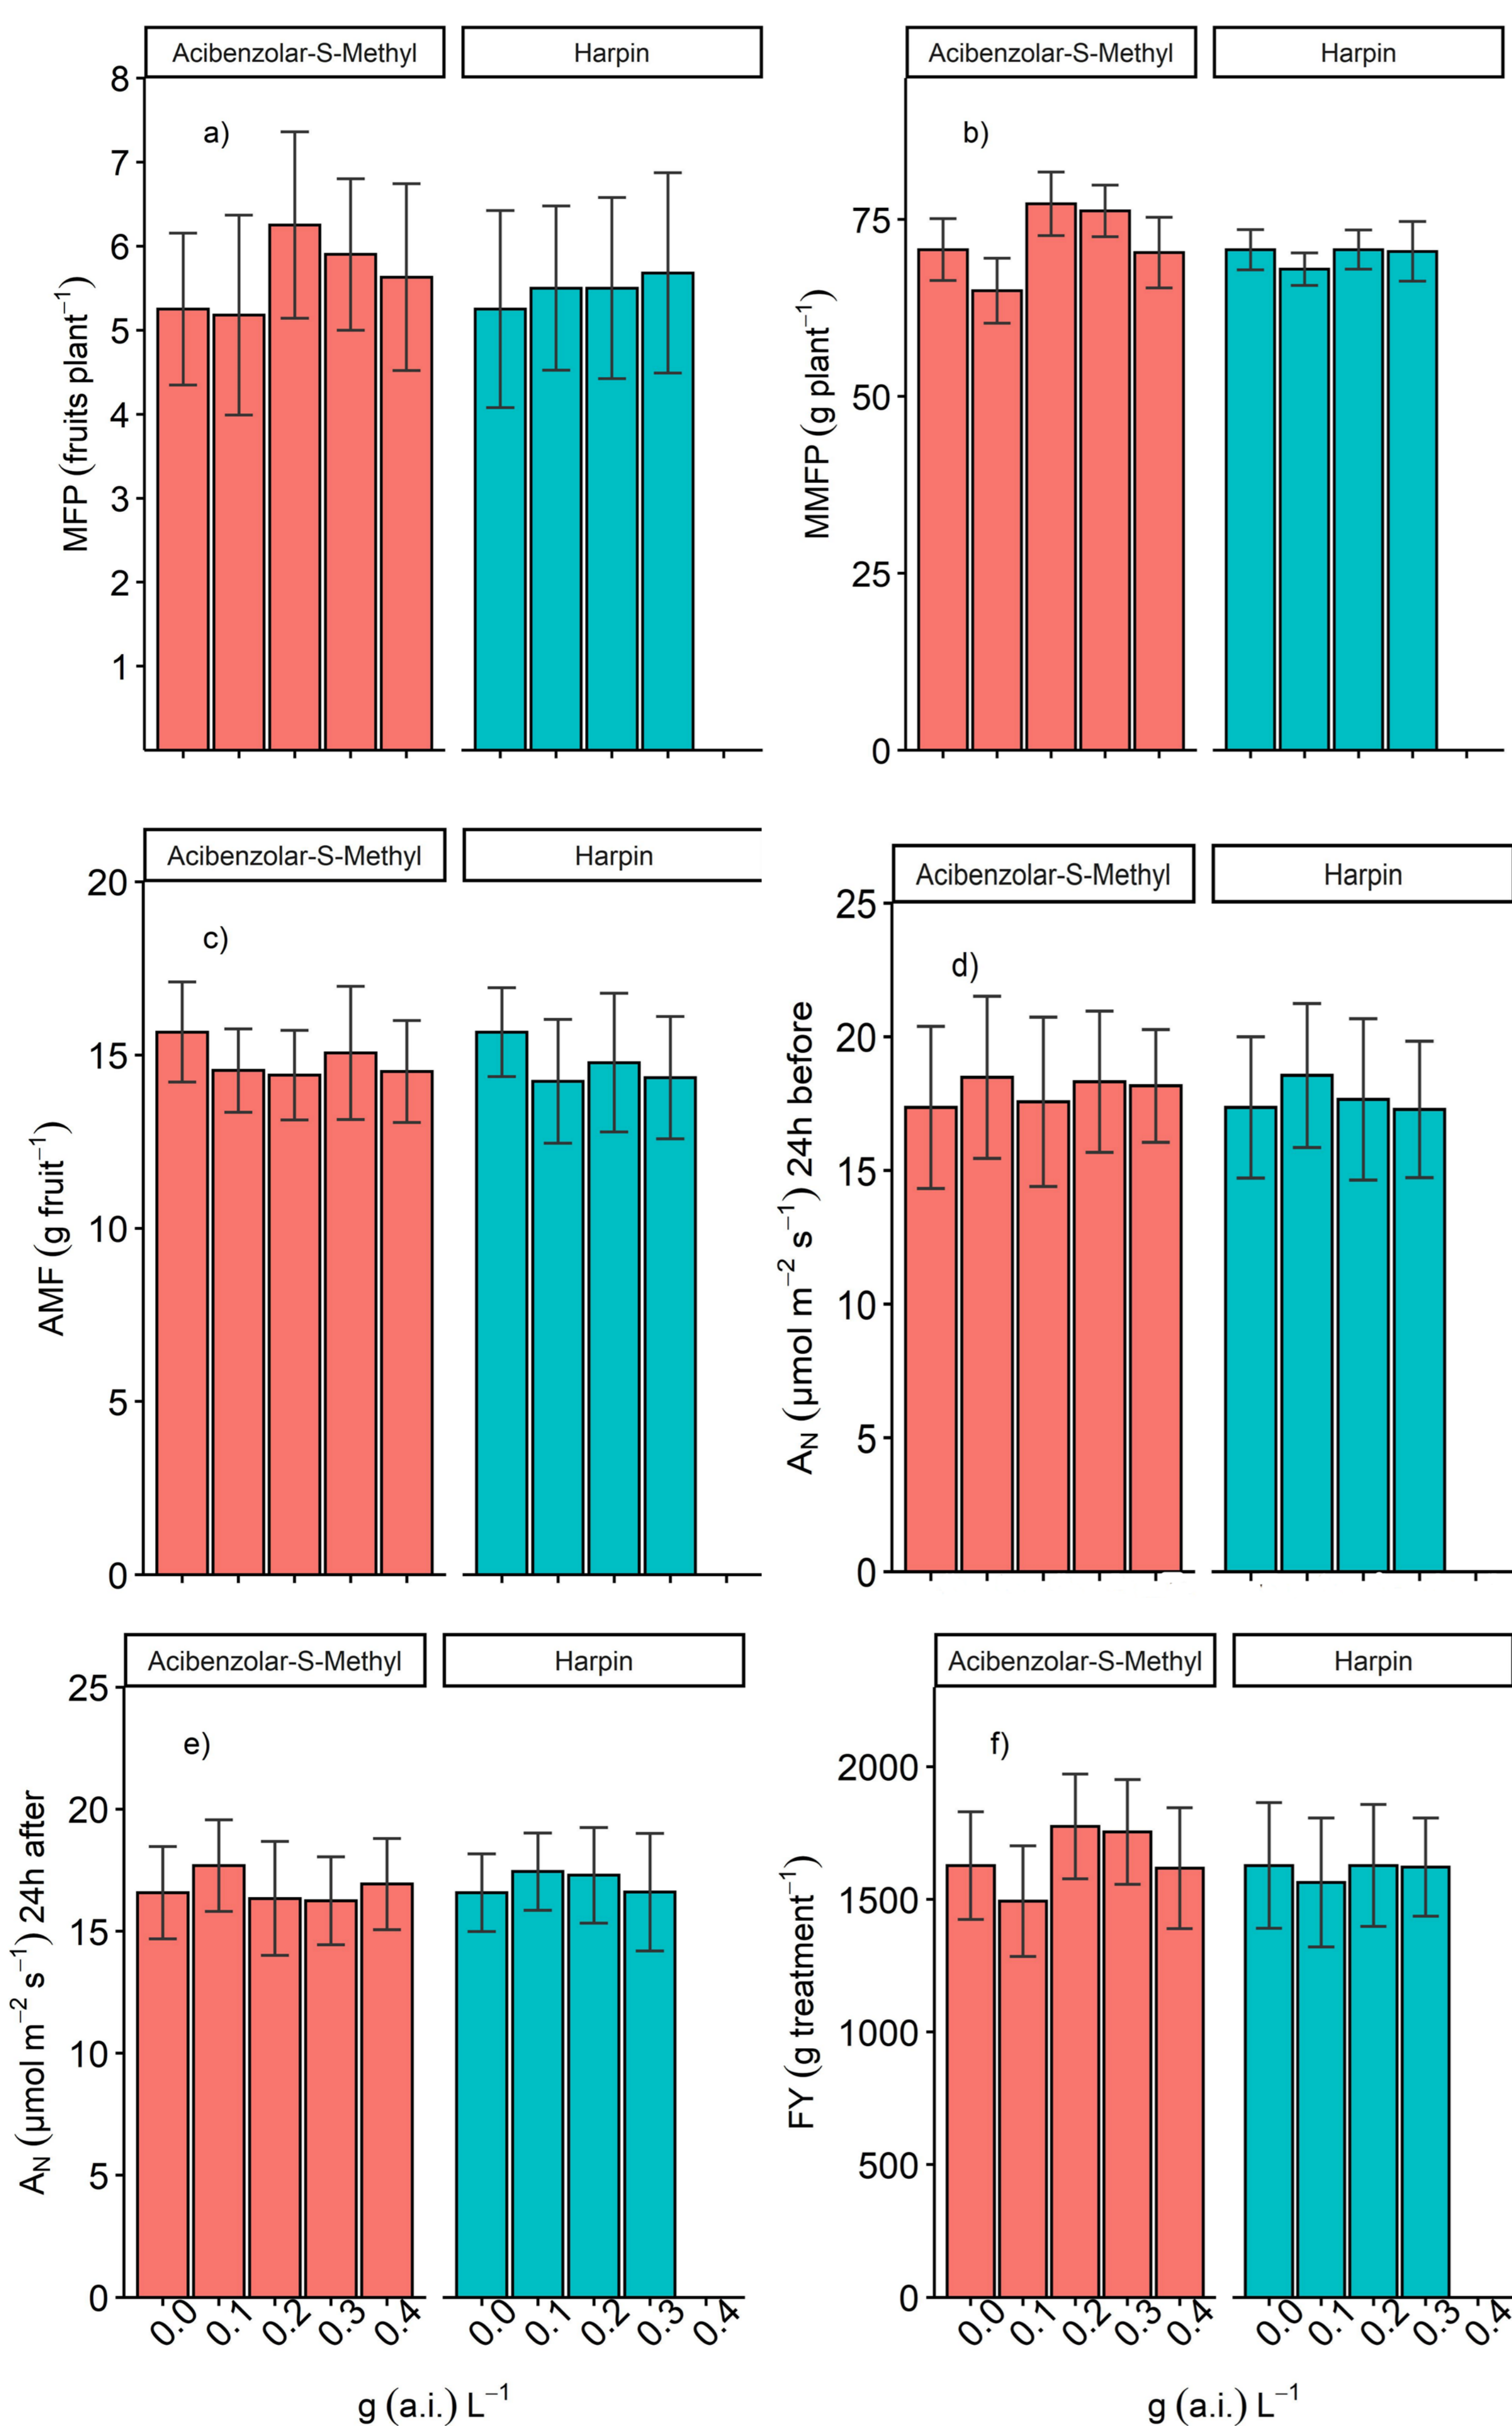 Acibenzolar-S-Methyl Harpin
a)
MFP (fruits plant⁻¹)
8
7
6
5
4
3
2
1
Acibenzolar-S-Methyl Harpin
b)
MMFP (g plant⁻¹)
75
50
25
0
Acibenzolar-S-Methyl Harpin
c)
AMF (g fruit⁻¹)
20
15
10
5
0
Acibenzolar-S-Methyl Harpin
d)
A_N (µmol m⁻² s⁻¹) 24h before
25
20
15
10
5
0
Acibenzolar-S-Methyl Harpin
e)
A_N (µmol m⁻² s⁻¹) 24h after
25
20
15
10
5
0
0.0 0.1 0.2 0.3 0.4 0.0 0.1 0.2 0.3 0.4
g (a.i.) L⁻¹
Acibenzolar-S-Methyl Harpin
f)
FY (g treatment⁻¹)
2000
1500
1000
500
0
0.0 0.1 0.2 0.3 0.4 0.0 0.1 0.2 0.3 0.4
g (a.i.) L⁻¹